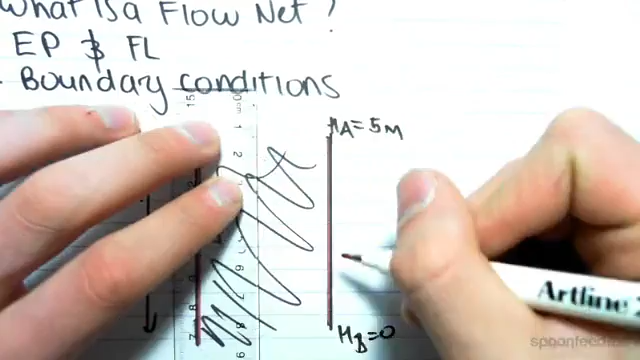 What is a Flow Net?
EP & FL
- Boundary conditions
HA = 5M
HB = 0
Artline
spoonfeedme